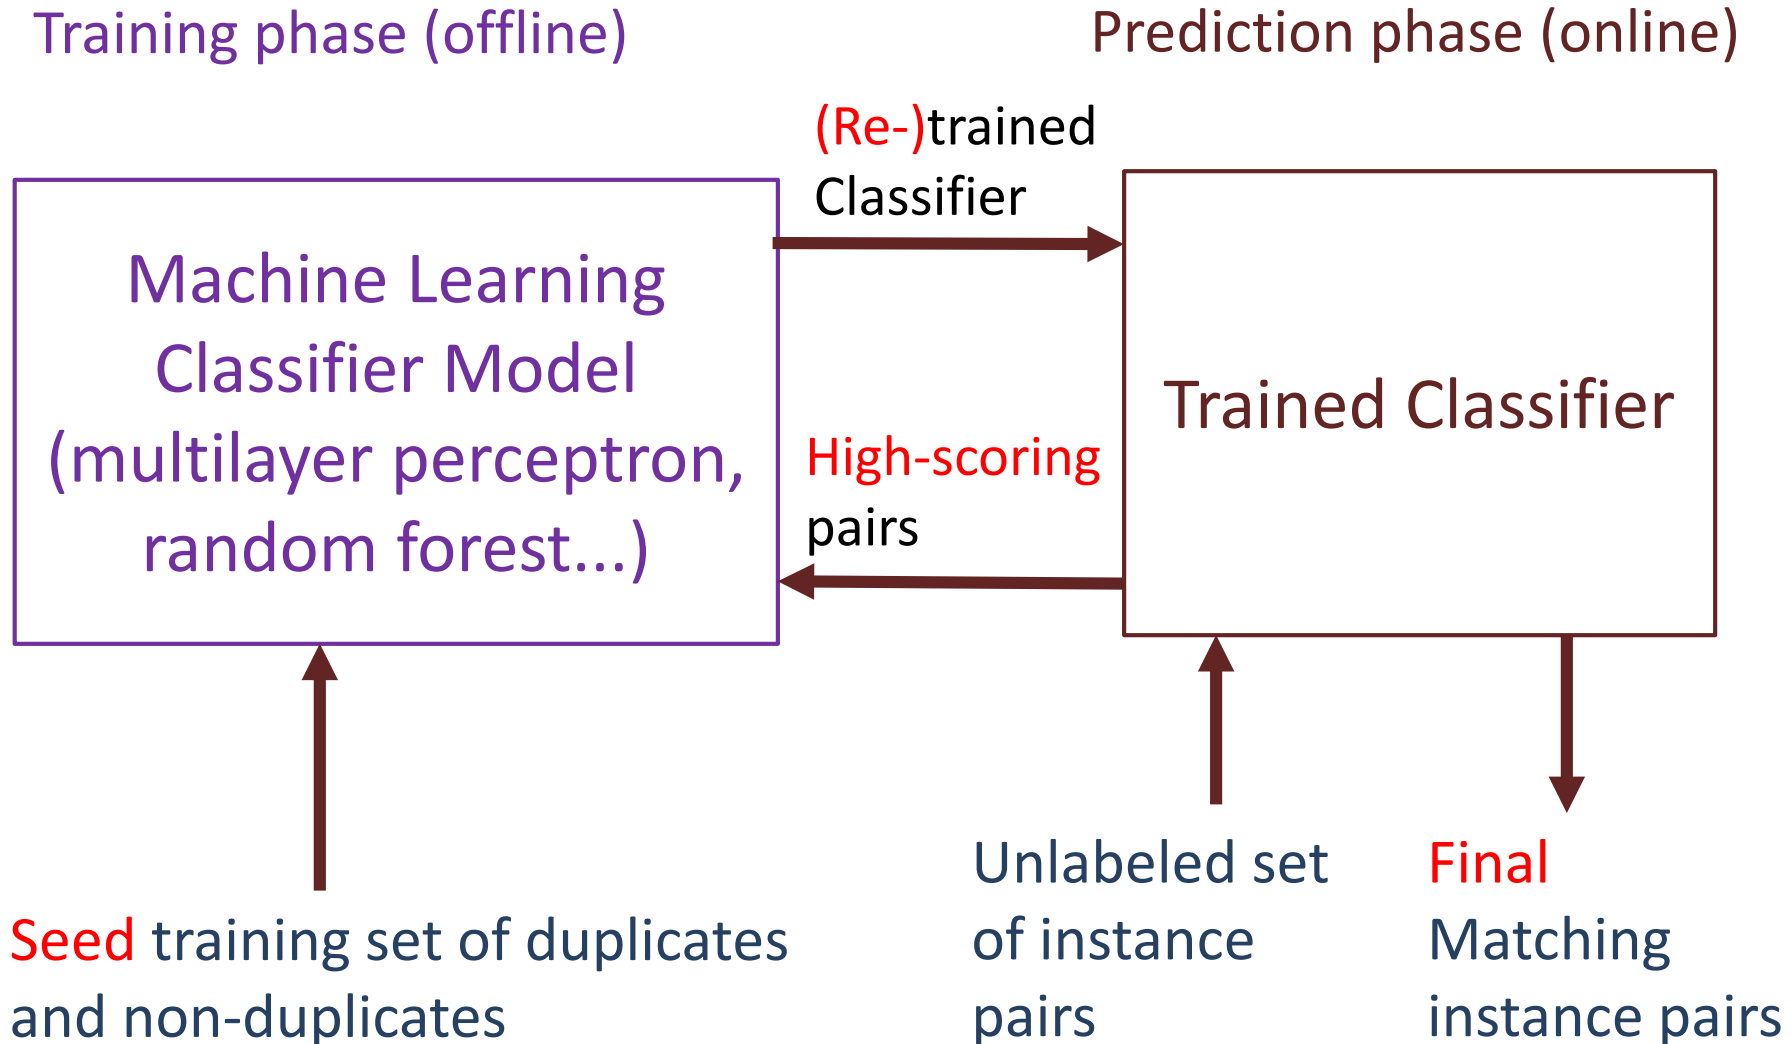 Training phase (offline)
Prediction phase (online)
(Re-)trained
Classifier
Machine Learning
Classifier Model
(multilayer perceptron,
random forest...)
Trained Classifier
High-scoring
pairs
Seed training set of duplicates
and non-duplicates
Unlabeled set
of instance
pairs
Final
Matching
instance pairs